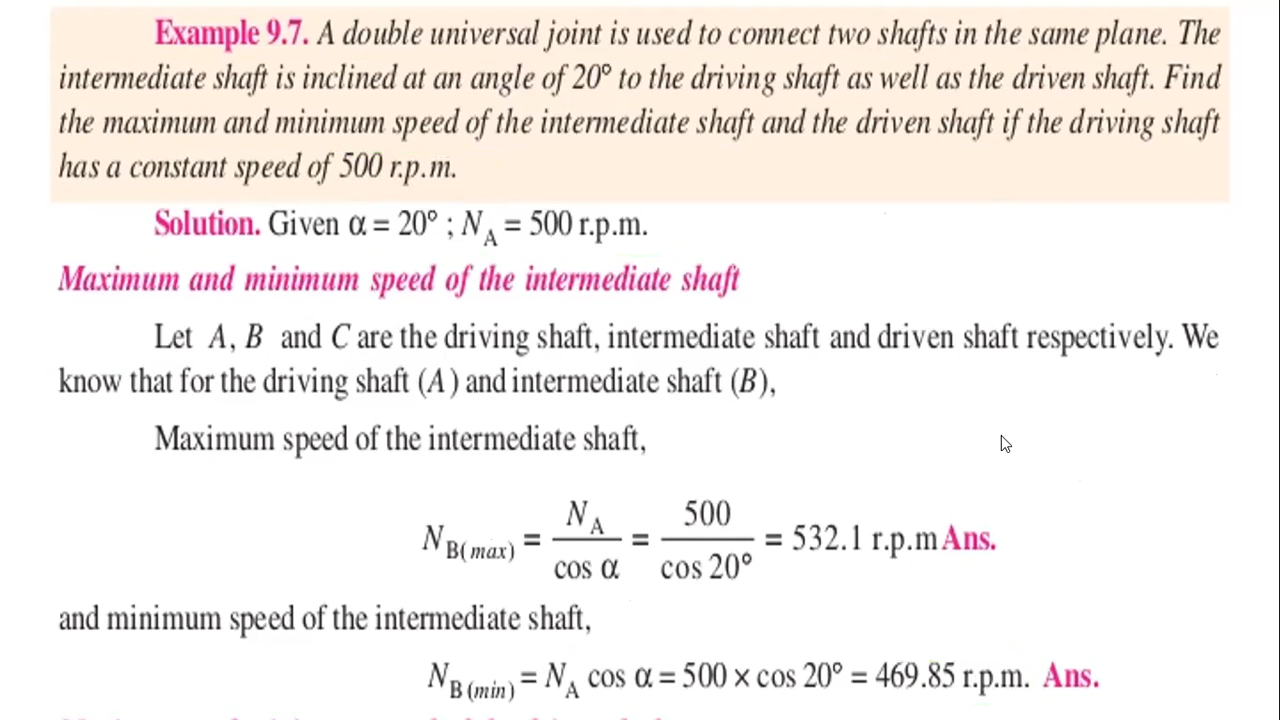 Example 9.7. A double universal joint is used to connect two shafts in the same plane. The
intermediate shaft is inclined at an angle of 20° to the driving shaft as well as the driven shaft. Find
the maximum and minimum speed of the intermediate shaft and the driven shaft if the driving shaft
has a constant speed of 500 r.p.m.
Solution. Given α = 20° ; N_A = 500 r.p.m.
Maximum and minimum speed of the intermediate shaft
Let A, B and C are the driving shaft, intermediate shaft and driven shaft respectively. We
know that for the driving shaft (A) and intermediate shaft (B),
Maximum speed of the intermediate shaft,
N_B(max) = N_A / cos α = 500 / cos 20° = 532.1 r.p.m Ans.
and minimum speed of the intermediate shaft,
N_B(min) = N_A cos α = 500 × cos 20° = 469.85 r.p.m. Ans.